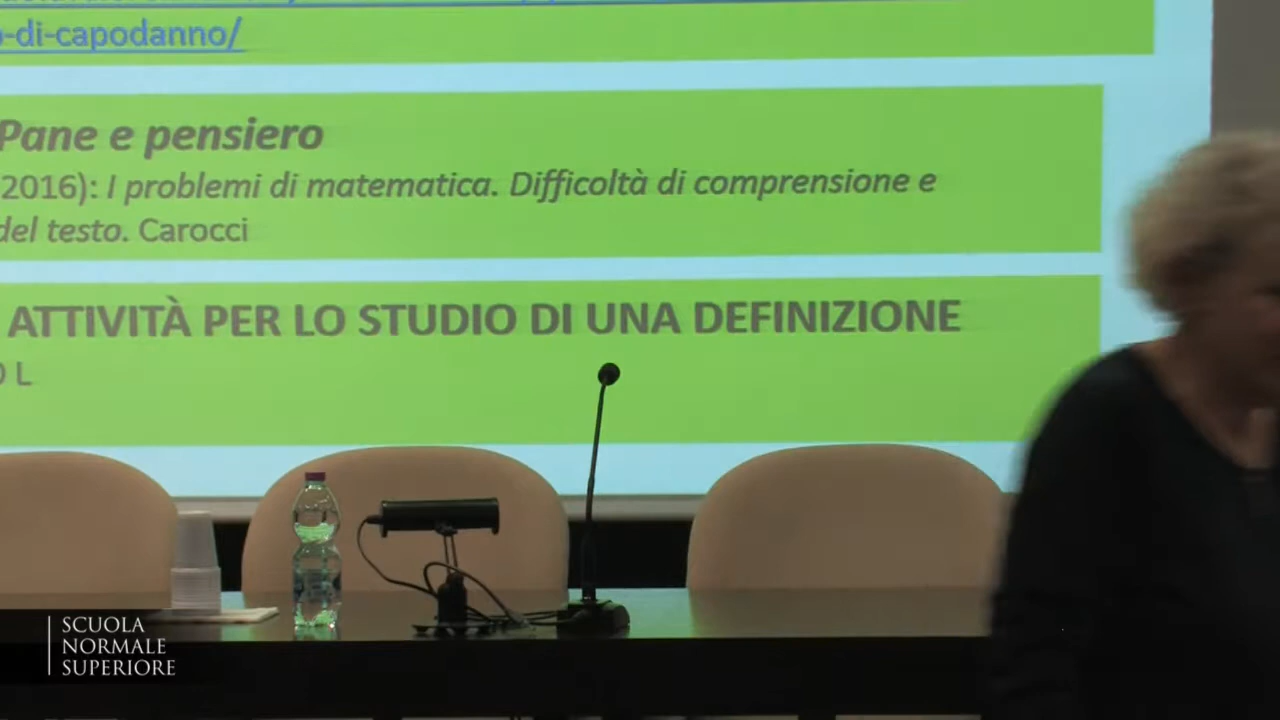 -di-capodanno/
Pane e pensiero
2016): I problemi di matematica. Difficoltà di comprensione e
del testo. Carocci
ATTIVITÀ PER LO STUDIO DI UNA DEFINIZIONE
O L
SCUOLA
NORMALE
SUPERIORE